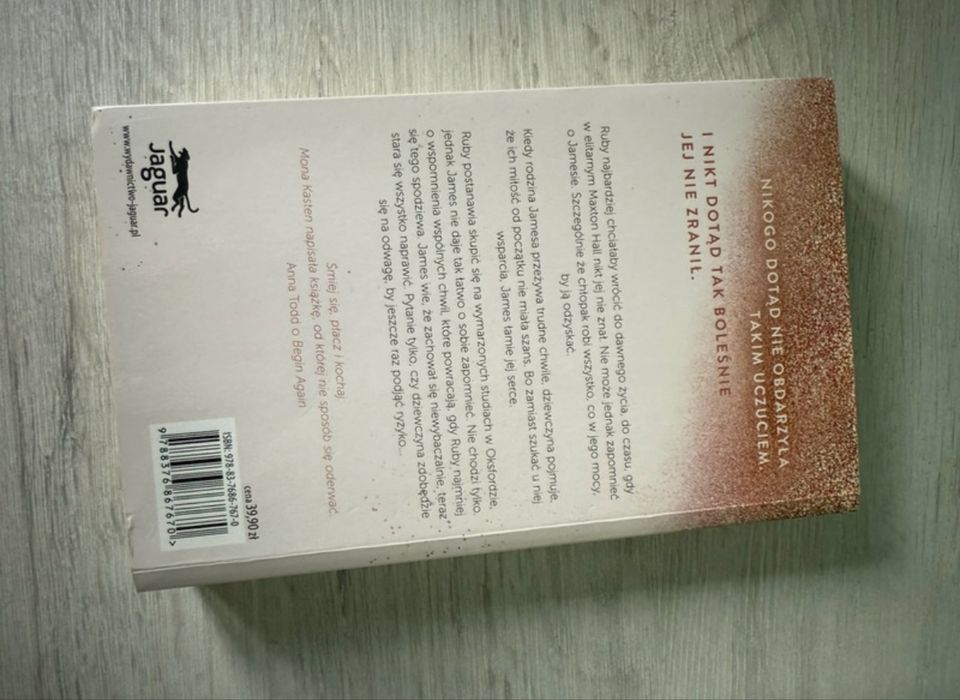 NIKOGO DOTĄD NIE OBDARZYŁA
TAKIM UCZUCIEM.
I NIKT DOTĄD TAK BOLEŚNIE
JEJ NIE ZRANIŁ.
Ruby najbardziej chciałaby wrócić do dawnego życia, do czasu, gdy
w elitarnym Maxton Hall nikt jej nie znał. Nie może jednak zapomnieć
o Jamesie. Szczególnie że chłopak robi wszystko, co w jego mocy,
by ją odzyskać.
Kiedy rodzina Jamesa przeżywa trudne chwile, dziewczyna pojmuje,
że ich miłość od początku nie miała szans. Bo zamiast szukać u niej
wsparcia, James łamie jej serce.
Ruby postanawia skupić się na wymarzonych studiach w Oksfordzie,
jednak James nie daje tak łatwo o sobie zapomnieć. Nie chodzi tylko
o wspomnienia wspólnych chwil, które powracają, gdy Ruby najmniej
się tego spodziewa. James wie, że zachował się niewybaczalnie, teraz
stara się wszystko naprawić. Pytanie tylko, czy dziewczyna zdobędzie
się na odwagę, by jeszcze raz podjąć ryzyko...
Śmiej się, płacz i kochaj.
Mona Kasten napisała książkę, od której nie sposób się oderwać.
Anna Todd o Begin Again
Jaguar
www.wydawnictwo-jaguar.pl
cena 39,90 zł
ISBN: 978-83-7686-767-0
9 788376 867670 >